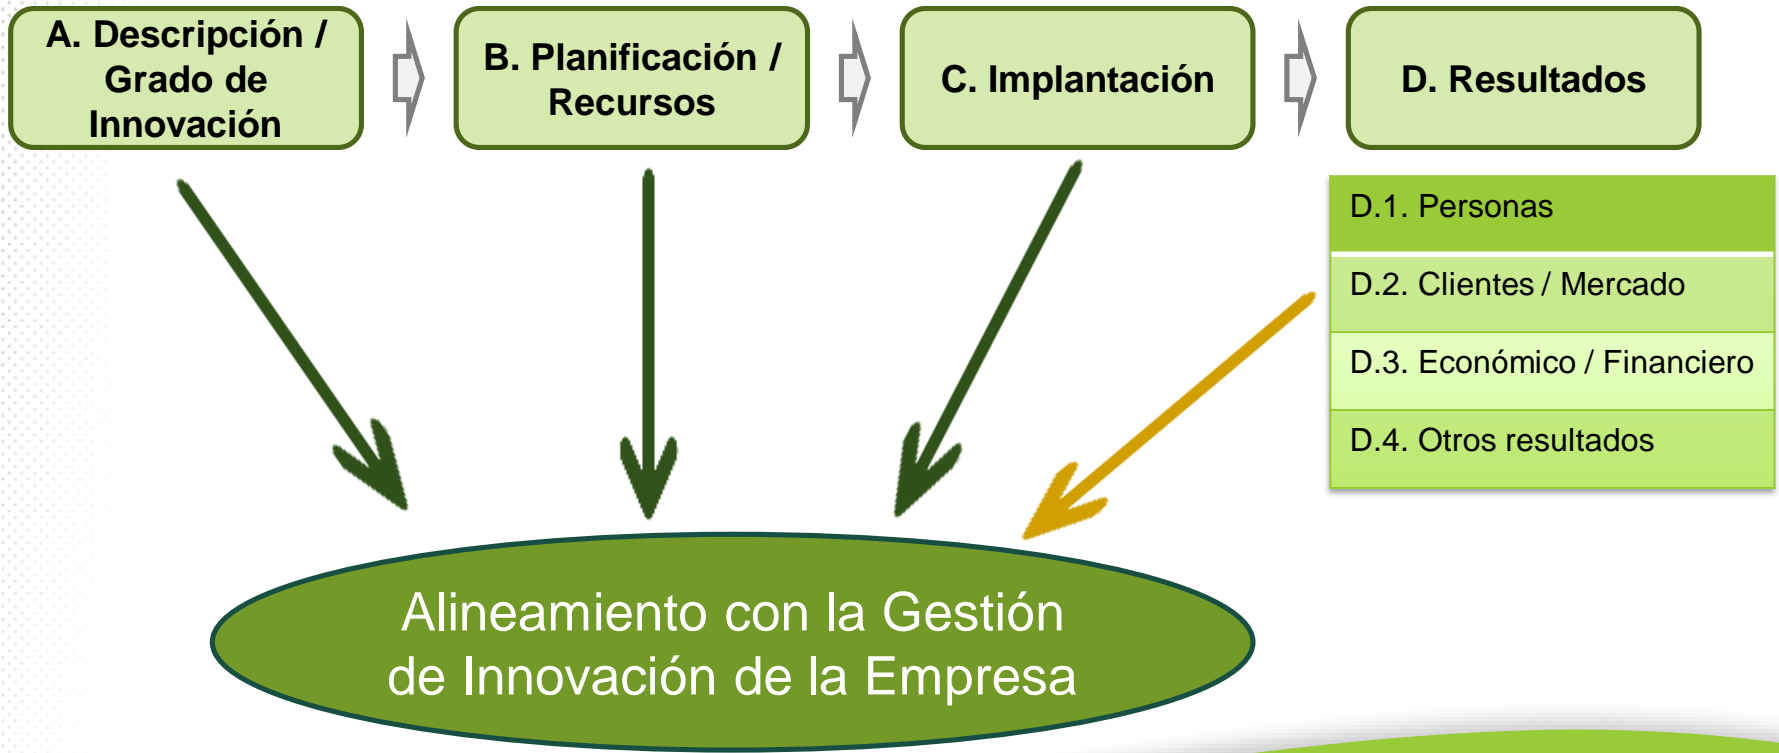 A. Descripción /
Grado de
Innovación
B. Planificación /
Recursos
C. Implantación
D. Resultados
D.1. Personas
D.2. Clientes / Mercado
D.3. Económico / Financiero
D.4. Otros resultados
Alineamiento con la Gestión
de Innovación de la Empresa